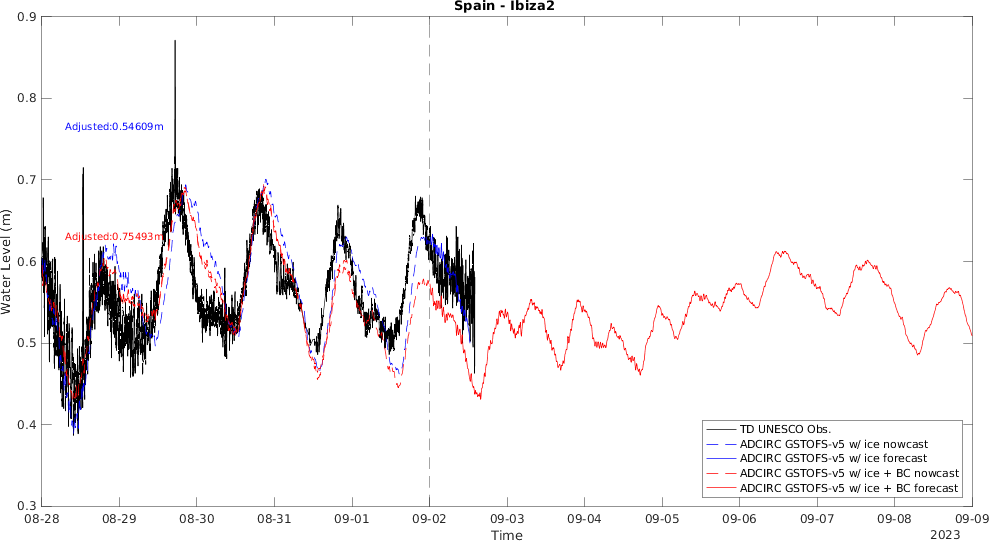 Spain - Ibiza2
0.9
0.8
0.7
0.6
0.5
0.4
0.3
Water Level (m)
Adjusted:0.54609m
Adjusted:0.75493m
TD UNESCO Obs.
ADCIRC GSTOFS-v5 w/ ice nowcast
ADCIRC GSTOFS-v5 w/ ice forecast
ADCIRC GSTOFS-v5 w/ ice + BC nowcast
ADCIRC GSTOFS-v5 w/ ice + BC forecast
08-28 08-29 08-30 08-31 09-01 09-02 09-03 09-04 09-05 09-06 09-07 09-08 09-09
Time
2023